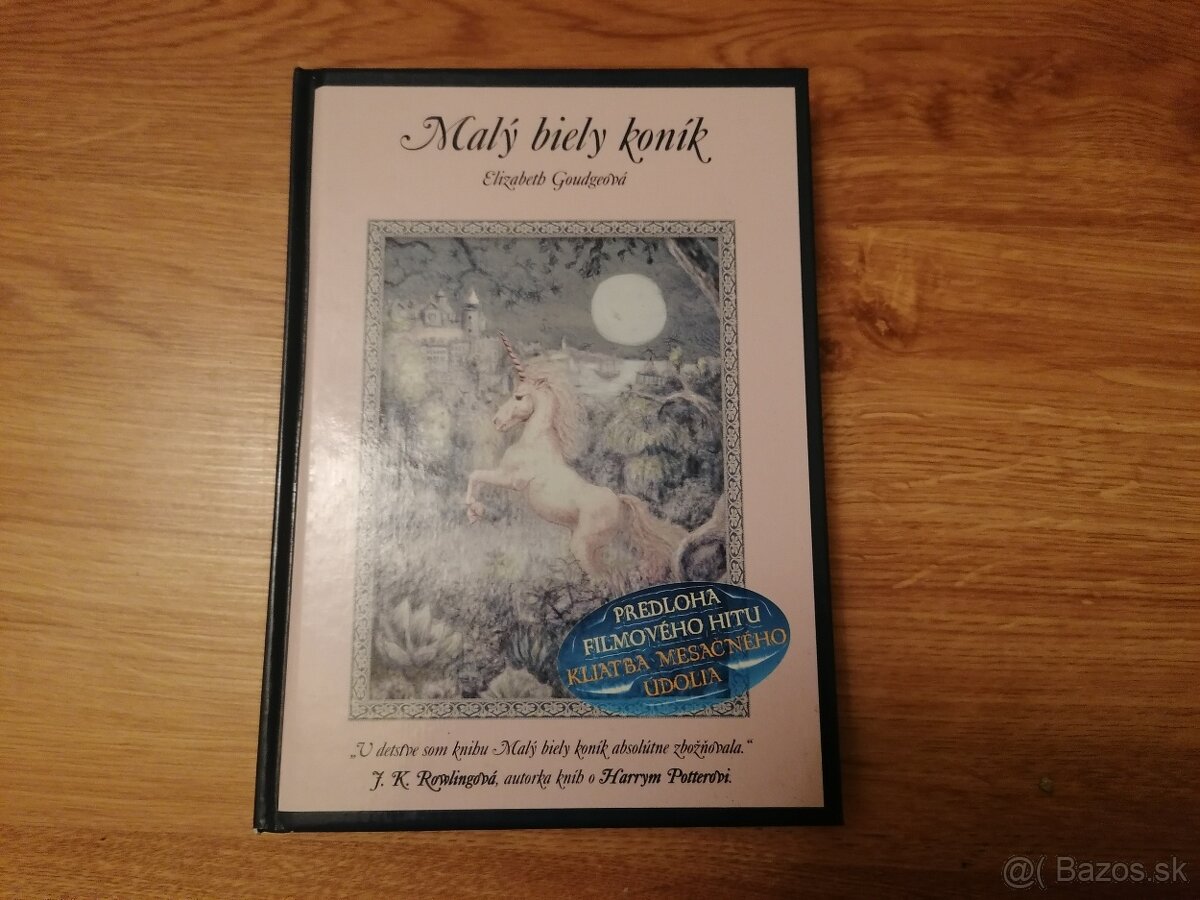 Malý biely koník
Elizabeth Goudgeová
PREDLOHA
FILMOVÉHO HITU
KLIATBA MESAČNÉHO
ÚDOLIA
„V detstve som knihu Malý biely koník absolútne zbožňovala.“
J. K. Rowlingová, autorka kníh o Harrym Potterovi.
@( Bazos.sk